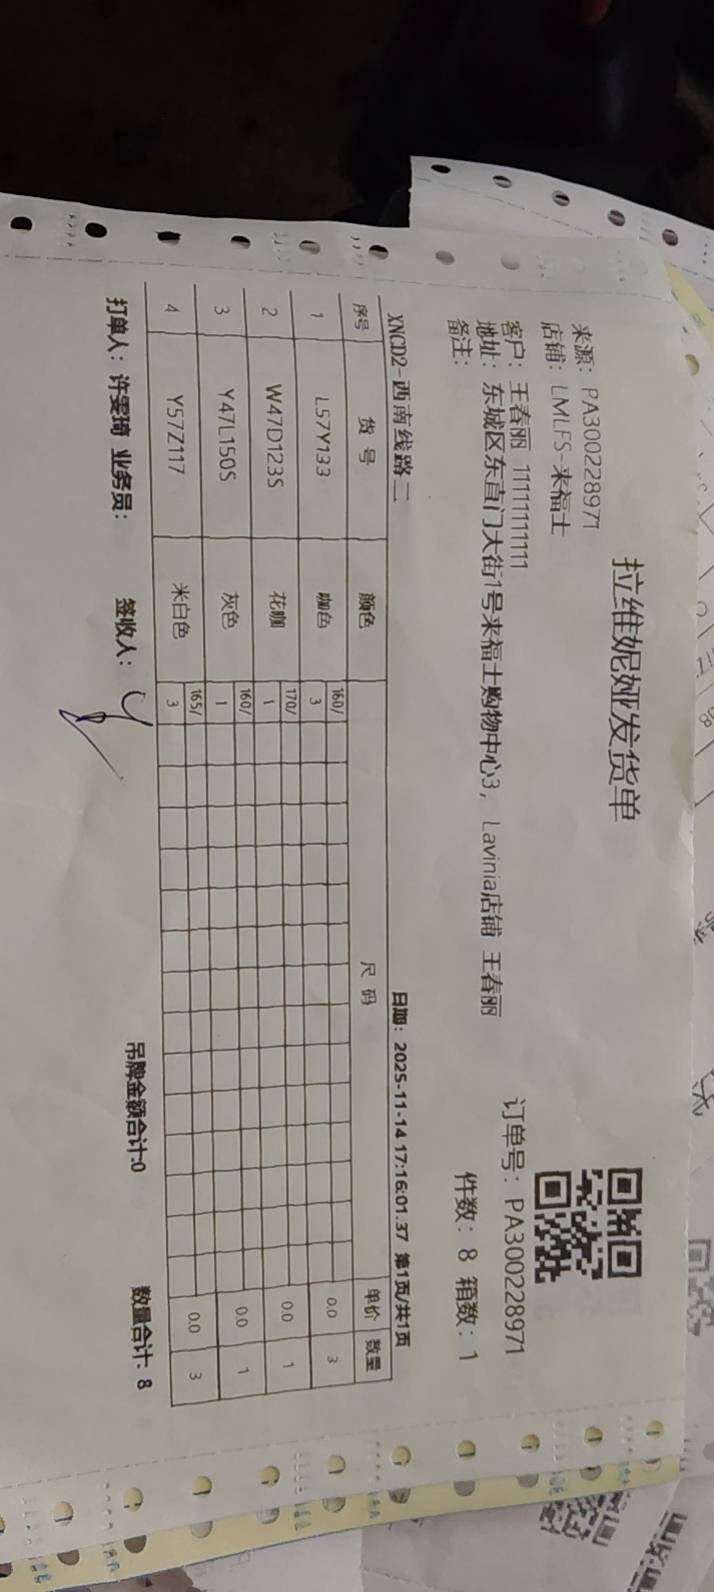 拉维妮娅发货单
来源：PA300228971
店铺：LMLFS-来福士
订单号：PA300228971
客户：王春丽 11111111111
地址：东城区东直门大街1号来福士购物中心3，Lavinia店铺 王春丽
备注：
件数：8 箱数：1
XNCD2-西南线路二 日期：2025-11-14 17:16:01.37 第1页/共1页
序号 货号 颜色 尺码 单价 数量
1 L57Y133 咖色 160/ 3 0.0 3
2 W47D123S 花咖 170/ 1 0.0 1
3 Y47L150S 灰色 160/ 1 0.0 1
4 Y57Z117 米白色 165/ 3 0.0 3
打单人：许雯琦 业务员： 签收人： 吊牌金额合计:0 数量合计: 8